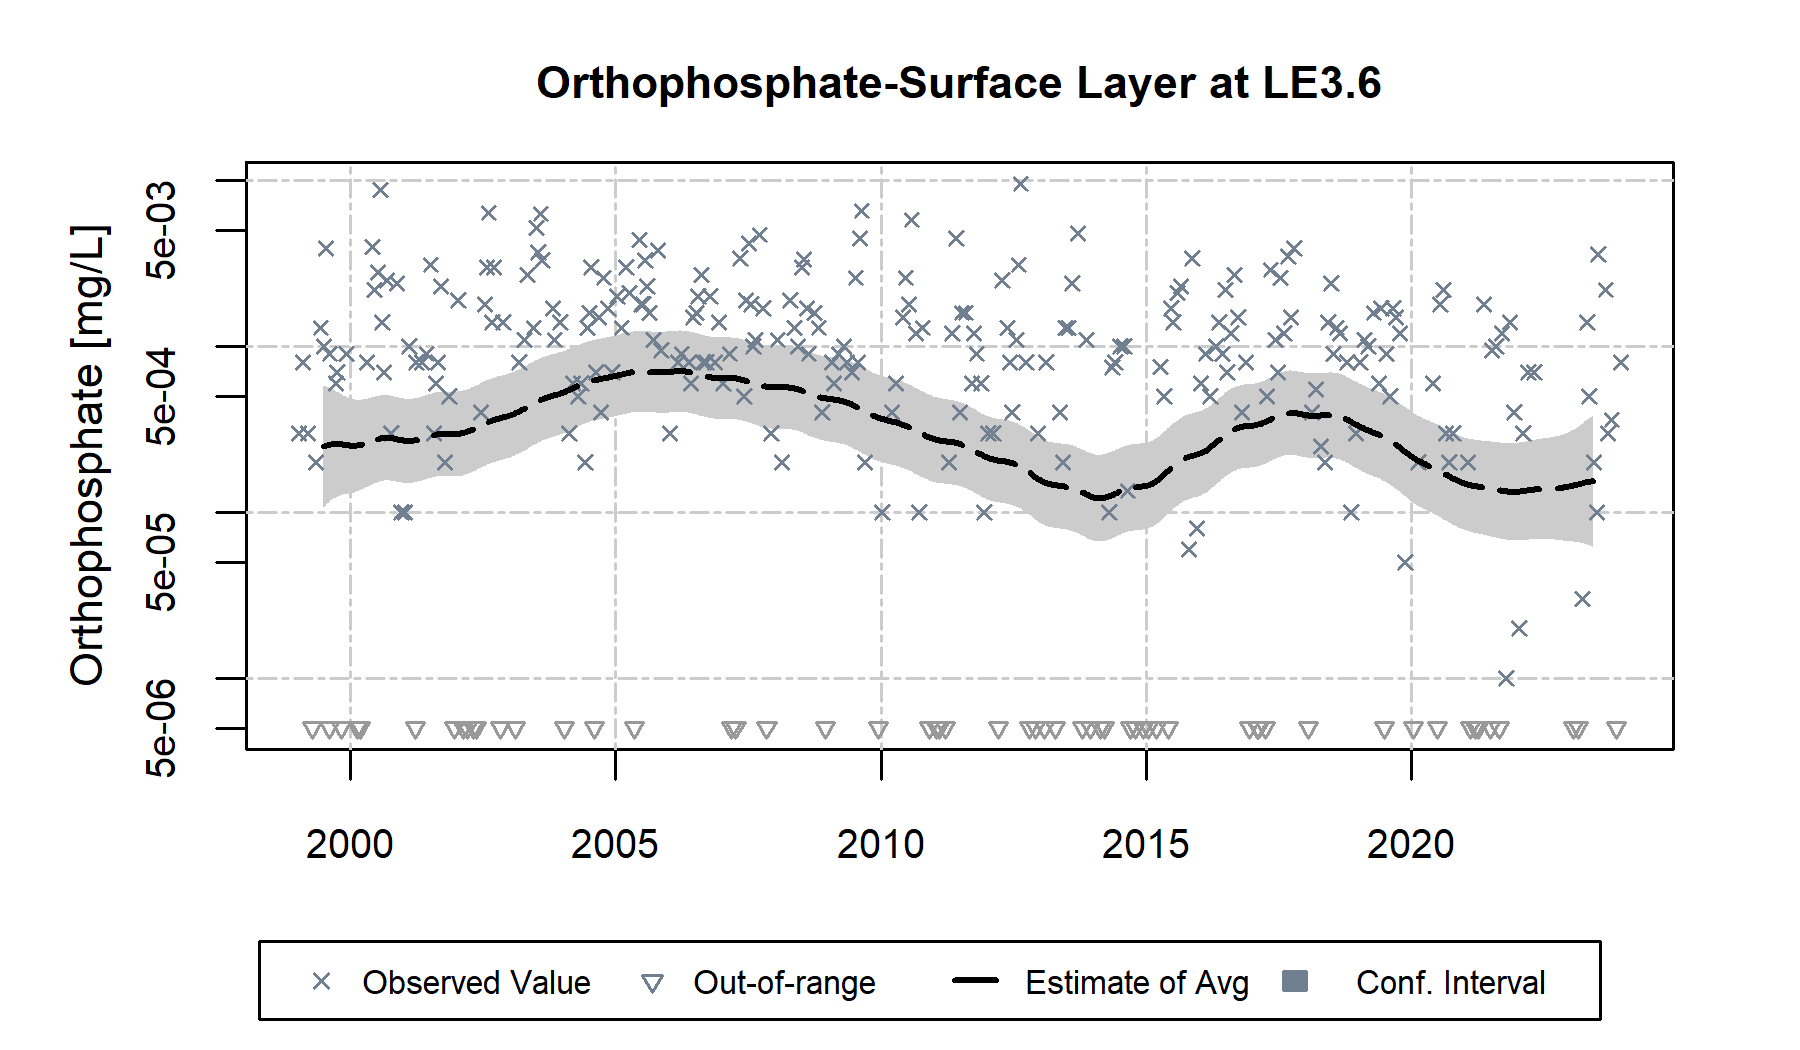 Orthophosphate-Surface Layer at LE3.6
Orthophosphate [mg/L]
5e-03
5e-04
5e-05
5e-06
2000 2005 2010 2015 2020
Observed Value Out-of-range Estimate of Avg Conf. Interval